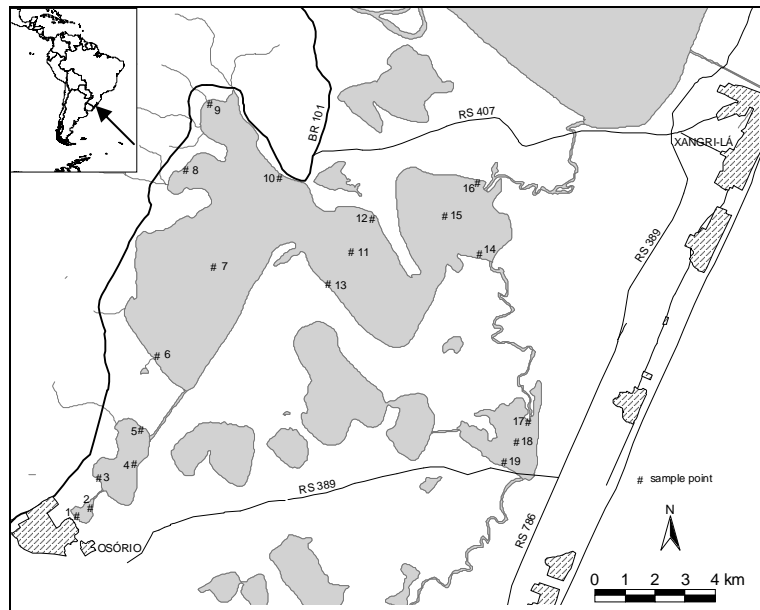 BR 101
RS 407
XANGRI-LÁ
# 9
# 8
10 #
16 #
12 #
# 15
# 11
# 14
# 7
# 13
RS 389
# 6
5 #
17 #
# 18
4 #
# 19
# 3
RS 389
# sample point
2 #
1 #
OSÓRIO
RS 786
N
0 1 2 3 4 km